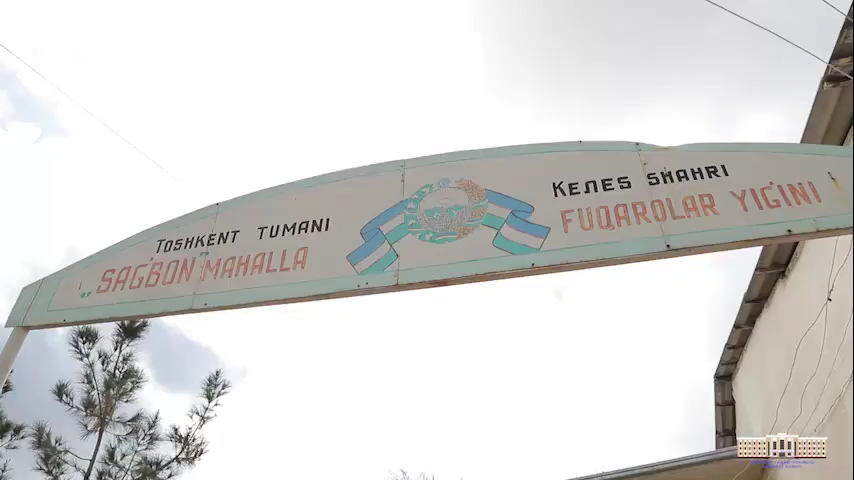 TOSHKENT TUMANI
KELES SHAHRI
SAG'BON MAHALLA
FUQAROLAR YIG'INI